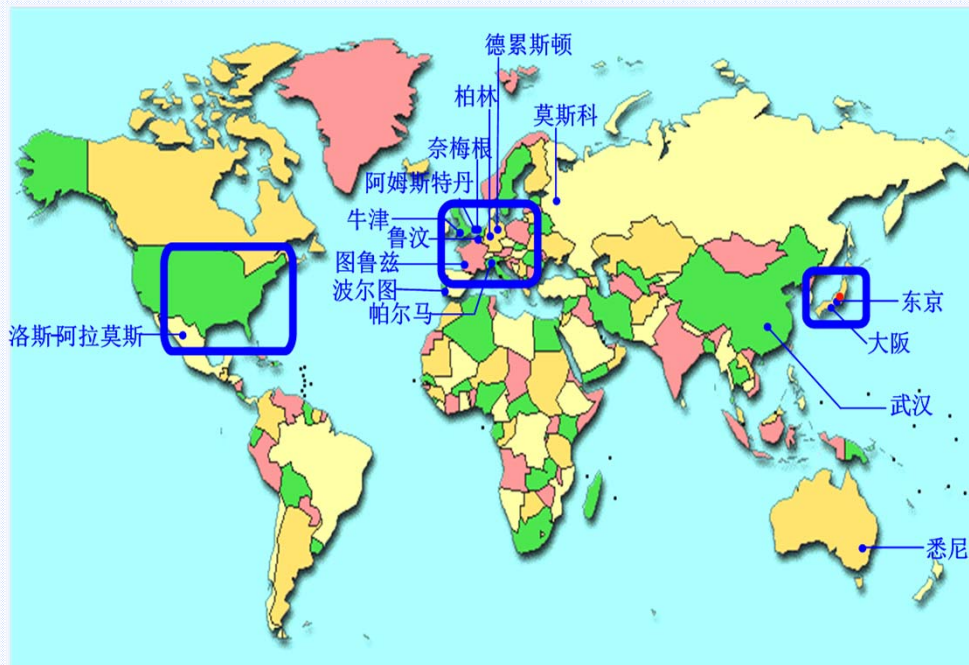 德累斯顿
柏林
莫斯科
奈梅根
阿姆斯特丹
牛津
鲁汶
图鲁兹
波尔图
帕尔马
洛斯-阿拉莫斯
东京
大阪
武汉
悉尼